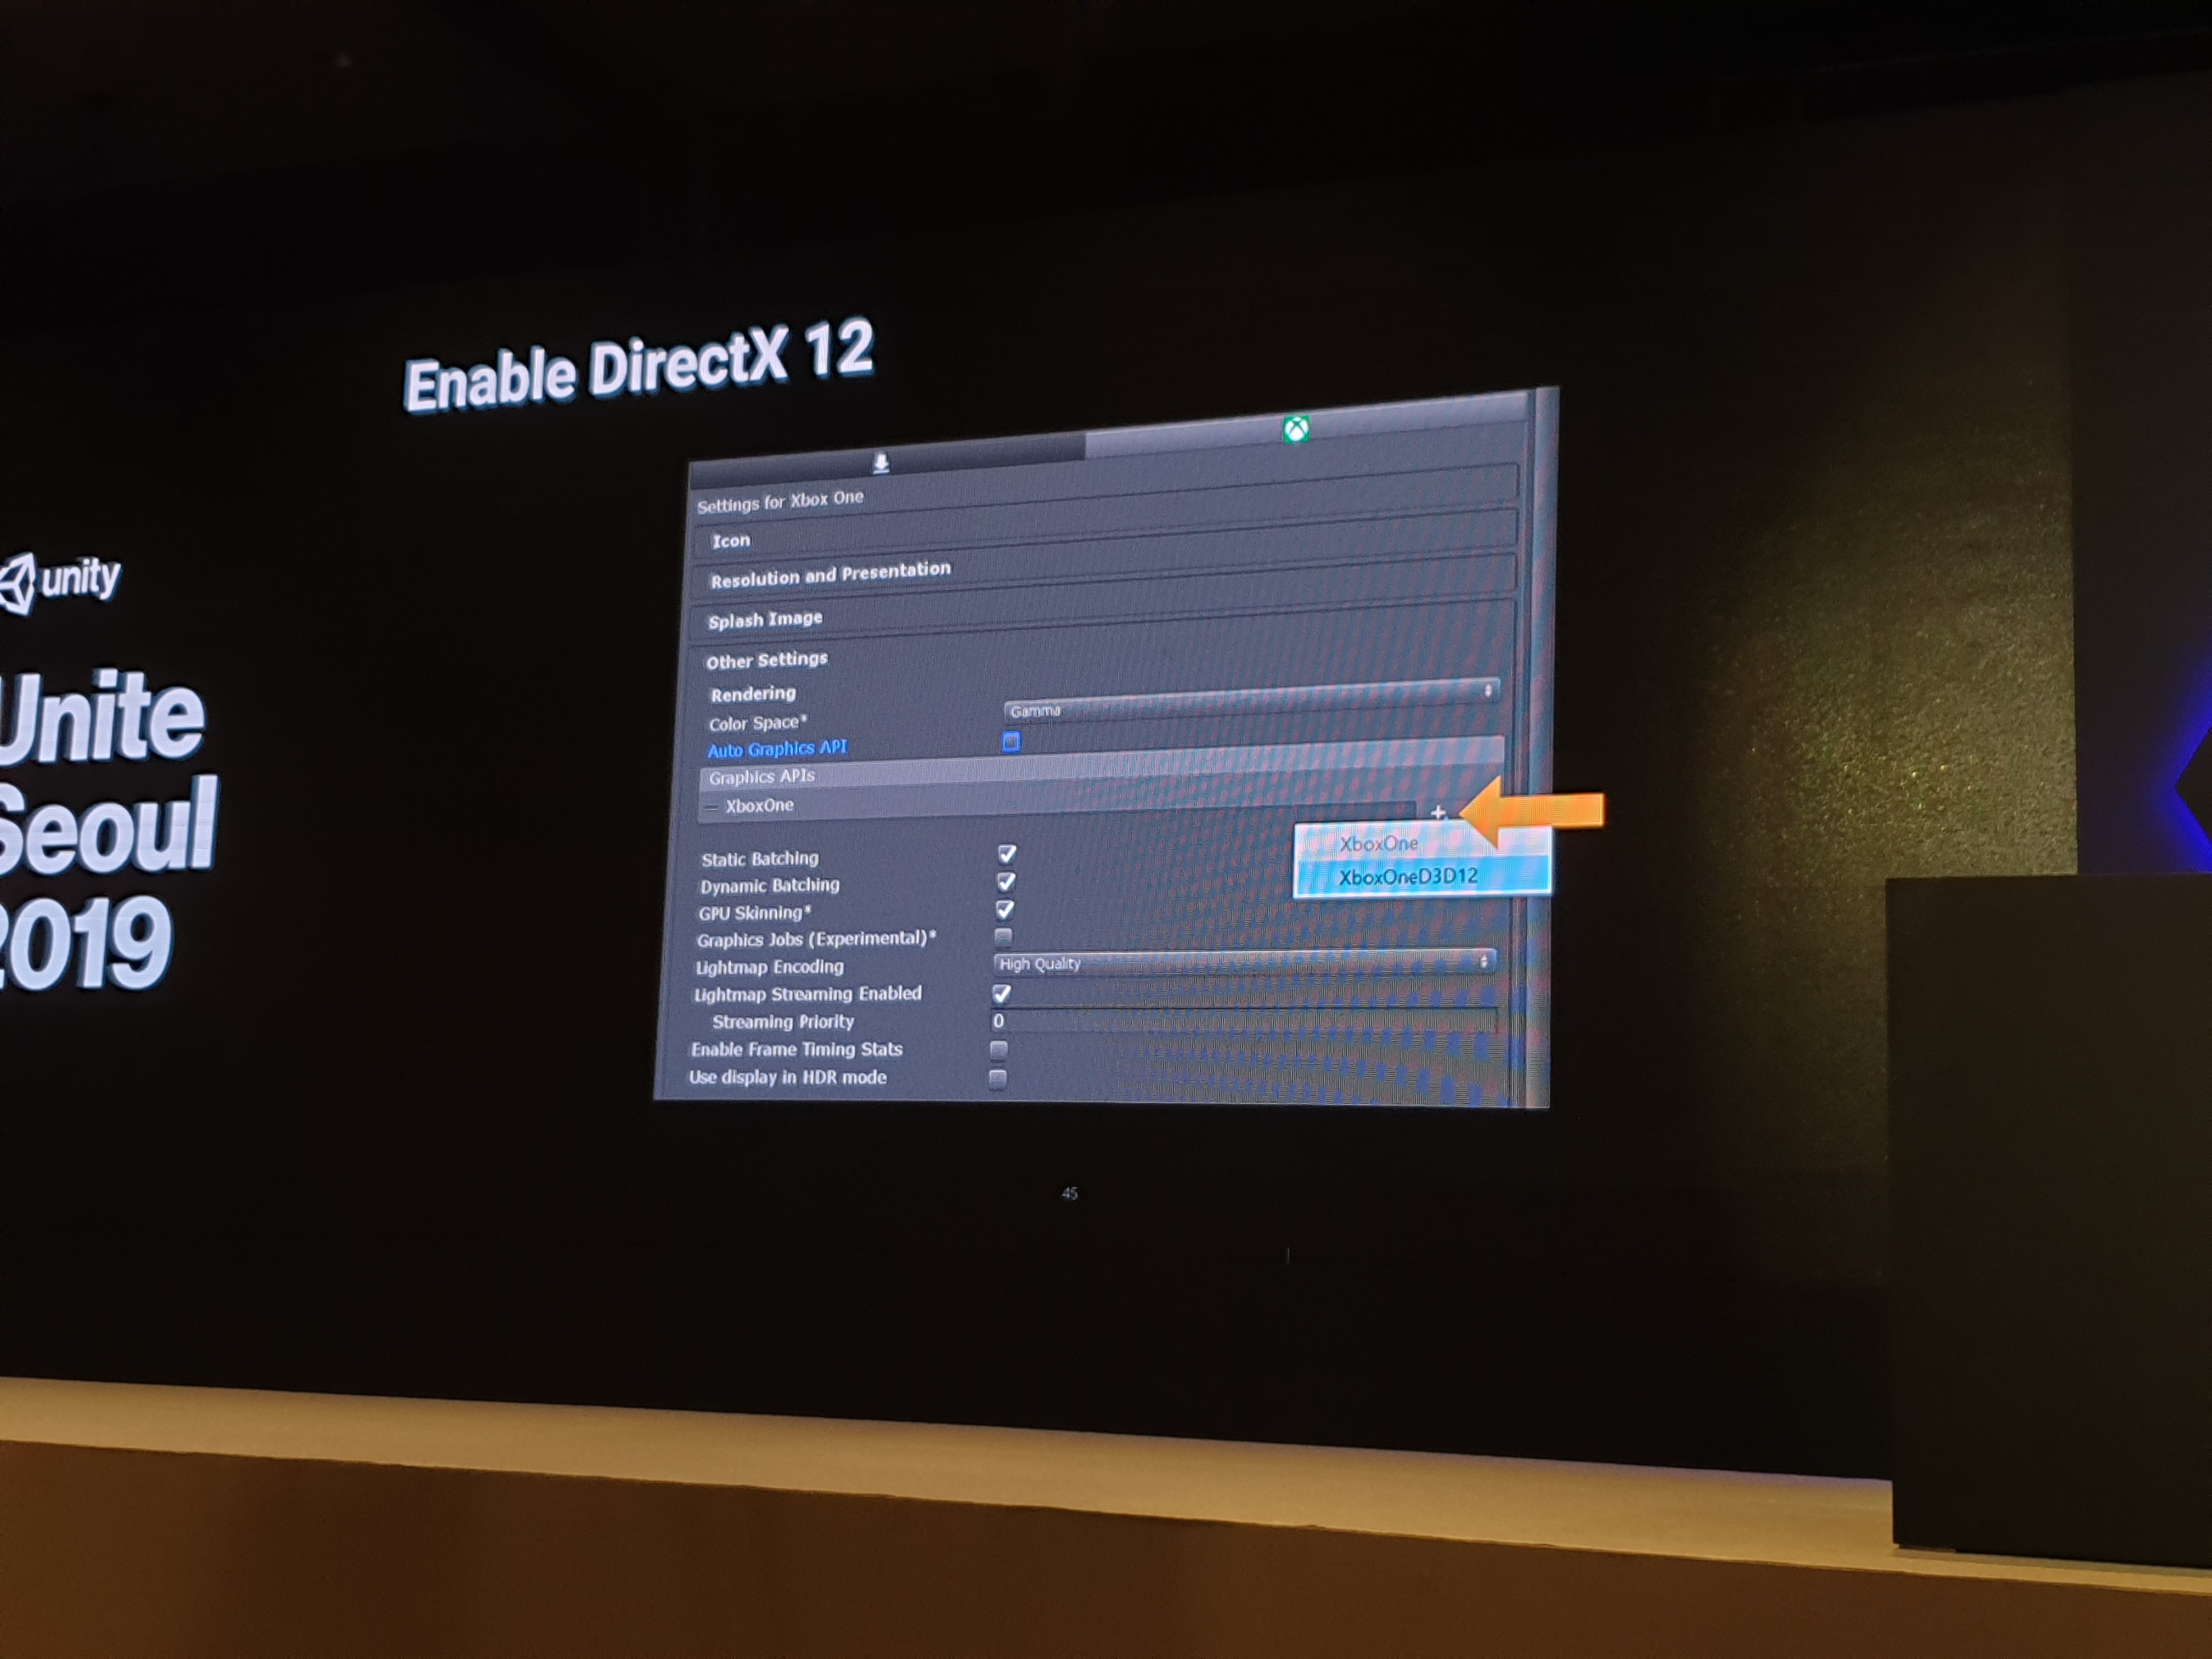 Enable DirectX 12
unity
Unite
Seoul
2019
Settings for Xbox One
Icon
Resolution and Presentation
Splash Image
Other Settings
Rendering
Color Space* Gamma
Auto Graphics API
Graphics APIs
XboxOne
XboxOne
XboxOneD3D12
Static Batching
Dynamic Batching
GPU Skinning*
Graphics Jobs (Experimental)*
Lightmap Encoding High Quality
Lightmap Streaming Enabled
Streaming Priority 0
Enable Frame Timing Stats
Use display in HDR mode
45